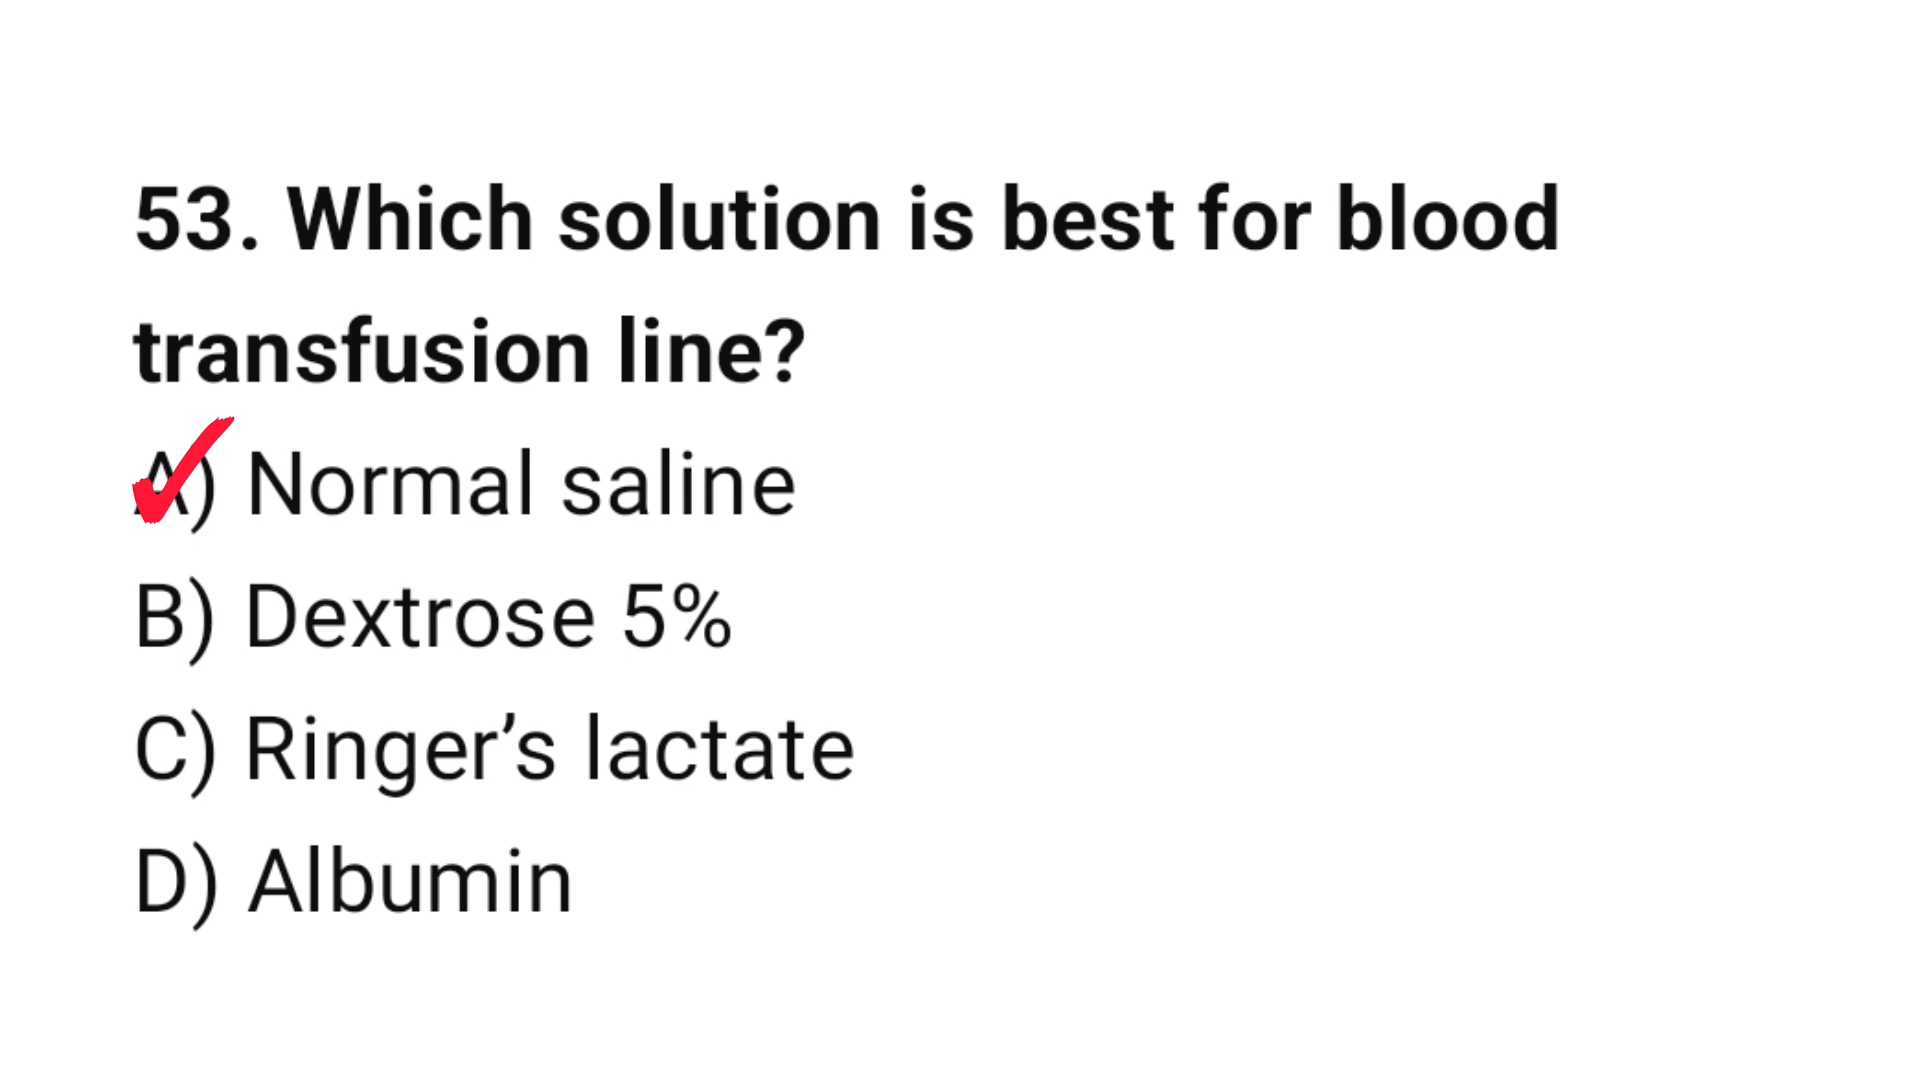 53. Which solution is best for blood
transfusion line?
A) Normal saline
B) Dextrose 5%
C) Ringer’s lactate
D) Albumin